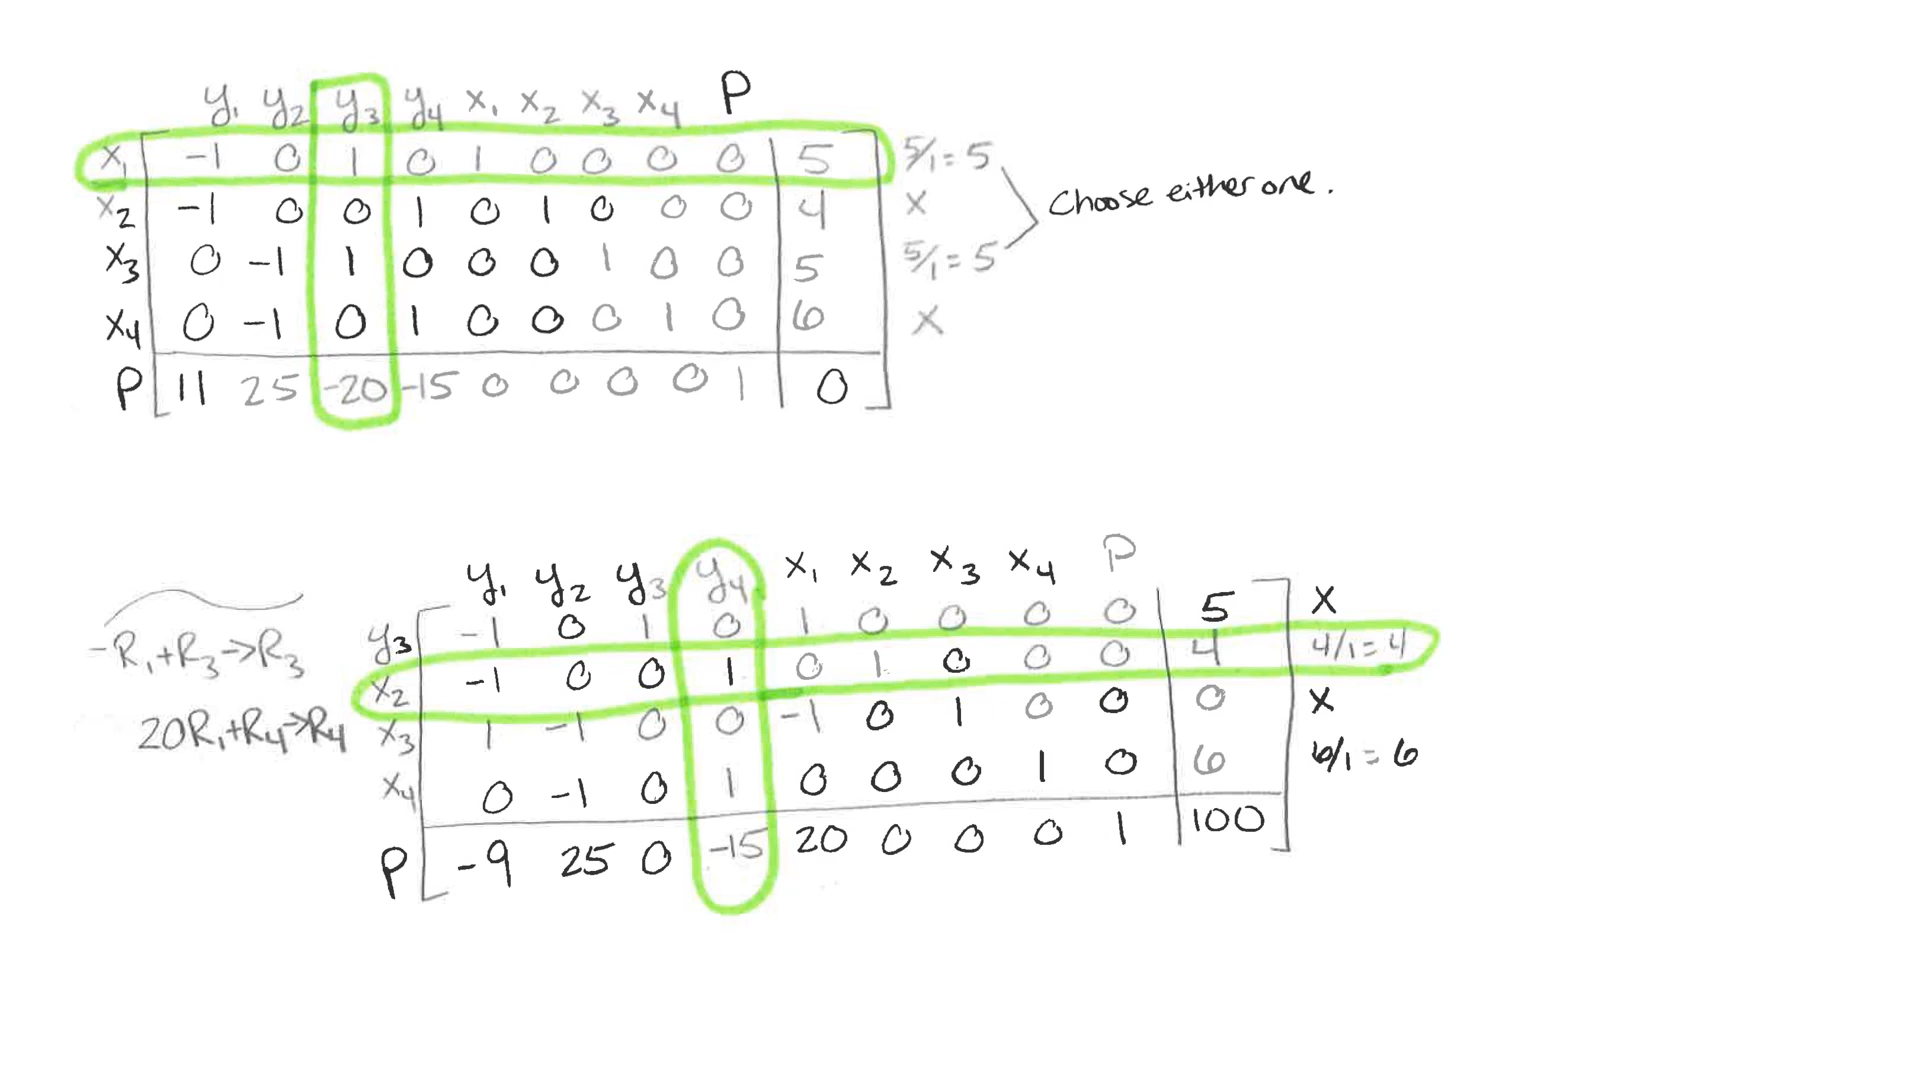 y₁ y₂ y₃ y₄ x₁ x₂ x₃ x₄ P
x₁ -1 0 1 0 1 0 0 0 0 5 5/1 = 5
x₂ -1 0 0 1 0 1 0 0 0 4 X
Choose either one.
x₃ 0 -1 1 0 0 0 1 0 0 5 5/1 = 5
x₄ 0 -1 0 1 0 0 0 1 0 6 X
P 11 25 -20 -15 0 0 0 0 1 0
y₁ y₂ y₃ y₄ x₁ x₂ x₃ x₄ P
y₃ -1 0 1 0 1 0 0 0 0 5 X
-R₁+R₃→R₃
x₂ -1 0 0 1 0 1 0 0 0 4 4/1 = 4
20R₁+R₄→R₄
x₃ 1 -1 0 0 -1 0 1 0 0 0 X
x₄ 0 -1 0 1 0 0 0 1 0 6 6/1 = 6
P -9 25 0 -15 20 0 0 0 1 100